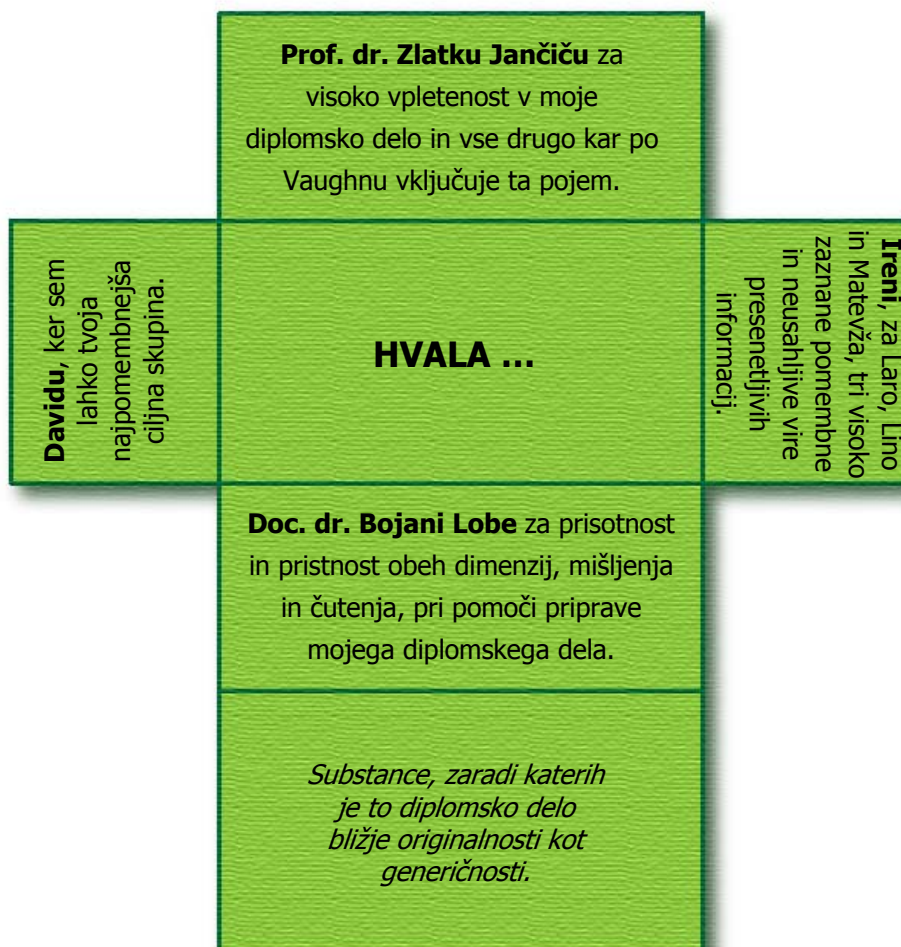 Prof. dr. Zlatku Jančiču za
visoko vpletenost v moje
diplomsko delo in vse drugo kar po
Vaughnu vključuje ta pojem.
Davidu, ker sem
lahko tvoja
najpomembnejša
ciljna skupina.
HVALA ...
Ireni, za Laro, Lino
in Matevža, tri visoko
zaznane pomembne
in neusahljive vire
presenetljivih
informacij.
Doc. dr. Bojani Lobe za prisotnost
in pristnost obeh dimenzij, mišljenja
in čutenja, pri pomoči priprave
mojega diplomskega dela.
Substance, zaradi katerih
je to diplomsko delo
bližje originalnosti kot
generičnosti.